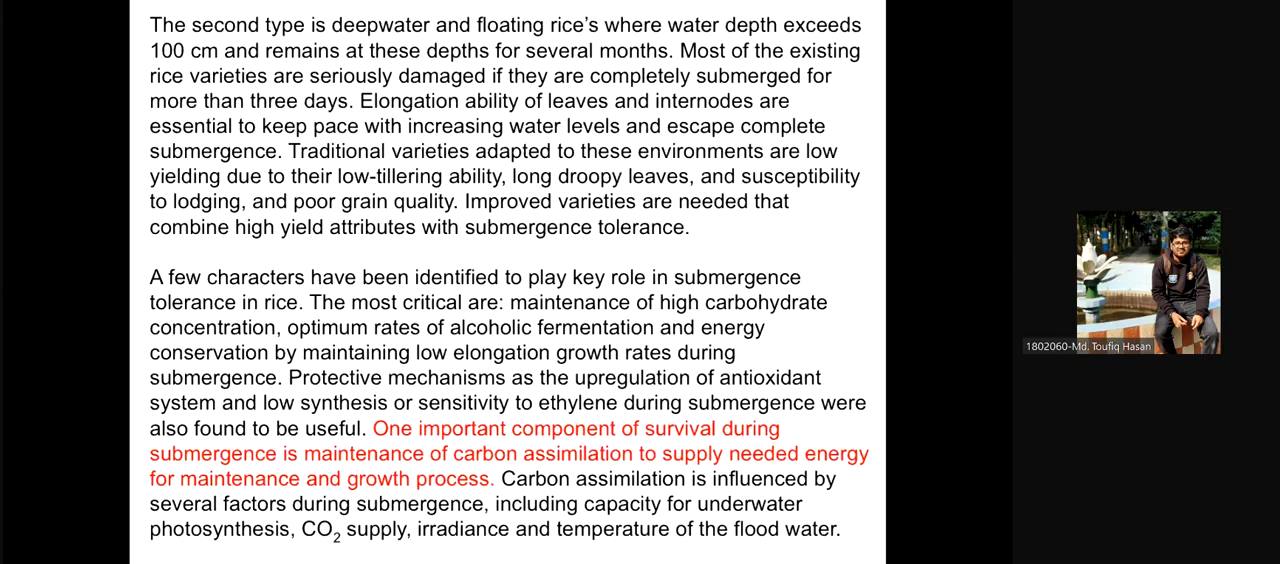 The second type is deepwater and floating rice’s where water depth exceeds
100 cm and remains at these depths for several months. Most of the existing
rice varieties are seriously damaged if they are completely submerged for
more than three days. Elongation ability of leaves and internodes are
essential to keep pace with increasing water levels and escape complete
submergence. Traditional varieties adapted to these environments are low
yielding due to their low-tillering ability, long droopy leaves, and susceptibility
to lodging, and poor grain quality. Improved varieties are needed that
combine high yield attributes with submergence tolerance.
A few characters have been identified to play key role in submergence
tolerance in rice. The most critical are: maintenance of high carbohydrate
concentration, optimum rates of alcoholic fermentation and energy
conservation by maintaining low elongation growth rates during
submergence. Protective mechanisms as the upregulation of antioxidant
system and low synthesis or sensitivity to ethylene during submergence were
also found to be useful. One important component of survival during
submergence is maintenance of carbon assimilation to supply needed energy
for maintenance and growth process. Carbon assimilation is influenced by
several factors during submergence, including capacity for underwater
photosynthesis, CO₂ supply, irradiance and temperature of the flood water.
1802060-Md. Toufiq Hasan